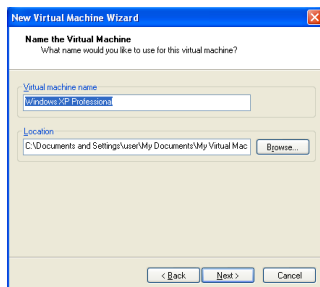 New Virtual Machine Wizard
Name the Virtual Machine
What name would you like to use for this virtual machine?
Virtual machine name
Windows XP Professional
Location
C:\Documents and Settings\user\My Documents\My Virtual Mac
Browse...
< Back
Next >
Cancel